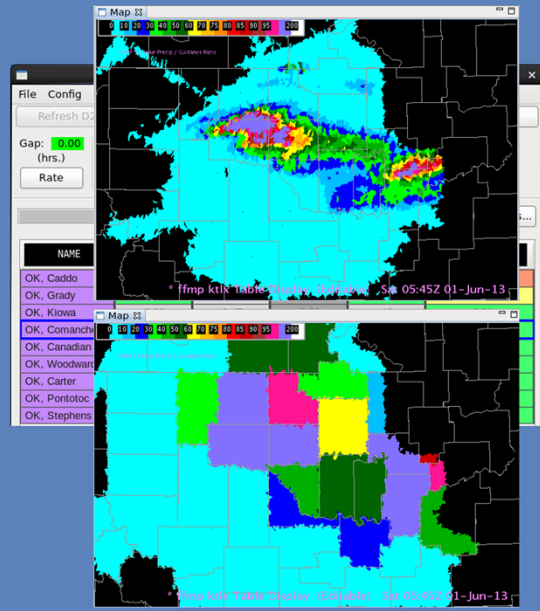 Map
0 10 20 30 40 50 60 70 75 80 85 90 95 200
File Config
Refresh D2
Gap: 0.00
(hrs.)
Rate
s...
NAME
OK, Caddo
OK, Grady
OK, Kiowa
OK, Comanche
OK, Canadian
OK, Woodward
OK, Carter
OK, Pontotoc
OK, Stephens
* ffmp ktlx Table Display (Editable) Sat 05:45Z 01-Jun-13
Map
0 10 20 30 40 50 60 70 75 80 85 90 95 200
* ffmp ktlx Table Display (Editable) Sat 05:45Z 01-Jun-13